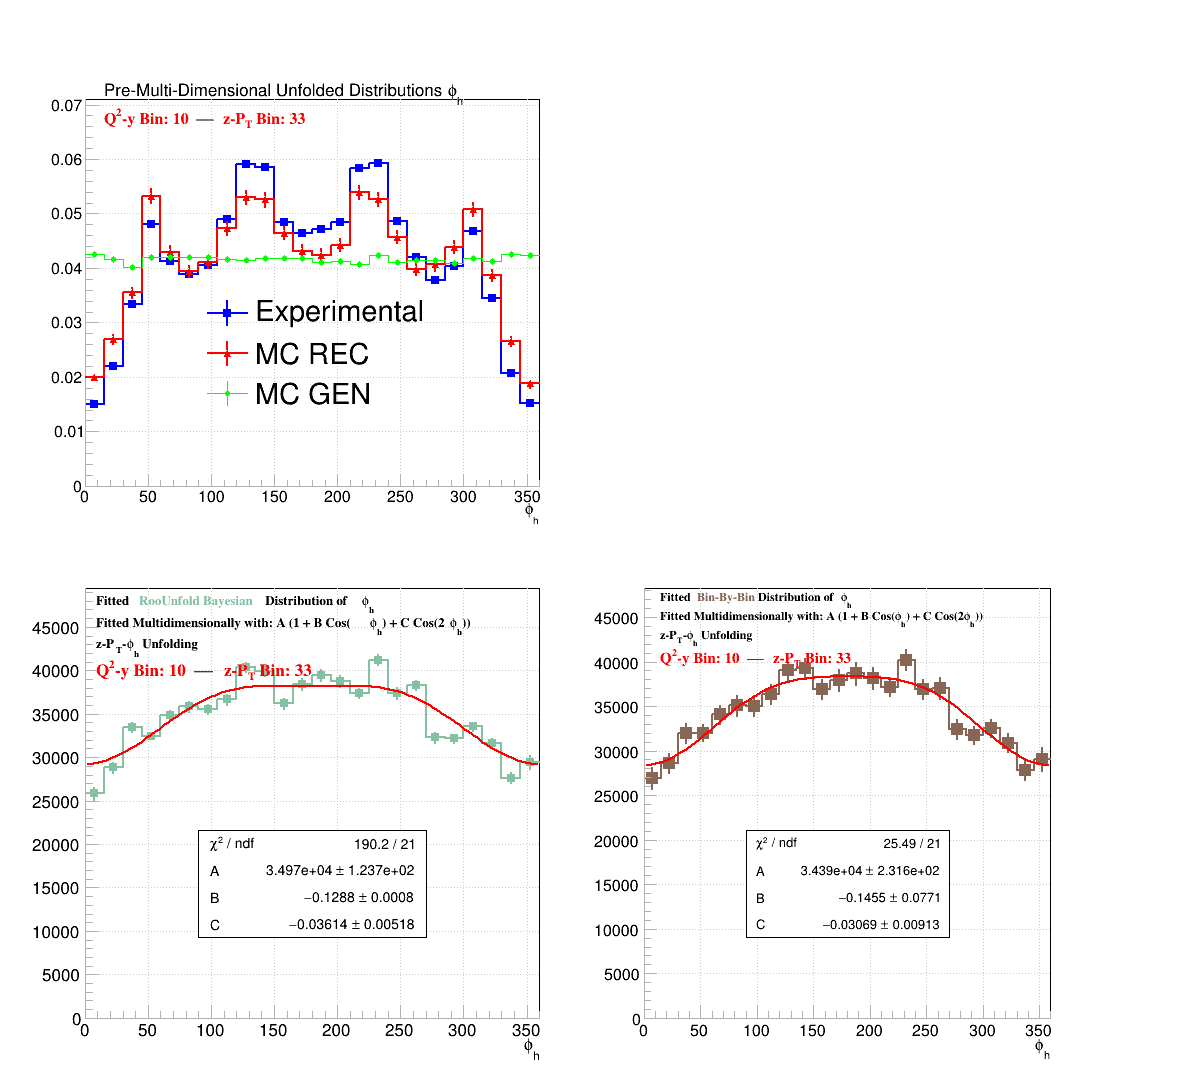 Pre-Multi-Dimensional Unfolded Distributions ϕh
Q²-y Bin: 10 — z-PT Bin: 33
0.07
0.06
0.05
0.04
0.03
0.02
0.01
0
Experimental
MC REC
MC GEN
0 50 100 150 200 250 300 350
ϕh
Fitted RooUnfold Bayesian Distribution of ϕh
Fitted Multidimensionally with: A (1 + B Cos( ϕh) + C Cos(2 ϕh))
z-PT-ϕh Unfolding
Q²-y Bin: 10 — z-PT Bin: 33
45000
40000
35000
30000
25000
20000
15000
10000
5000
0
χ² / ndf 190.2 / 21
A 3.497e+04 ± 1.237e+02
B −0.1288 ± 0.0008
C −0.03614 ± 0.00518
0 50 100 150 200 250 300 350
ϕh
Fitted Bin-By-Bin Distribution of ϕh
Fitted Multidimensionally with: A (1 + B Cos(ϕh) + C Cos(2ϕh))
z-PT-ϕh Unfolding
Q²-y Bin: 10 — z-PT Bin: 33
45000
40000
35000
30000
25000
20000
15000
10000
5000
0
χ² / ndf 25.49 / 21
A 3.439e+04 ± 2.316e+02
B −0.1455 ± 0.0771
C −0.03069 ± 0.00913
0 50 100 150 200 250 300 350
ϕh